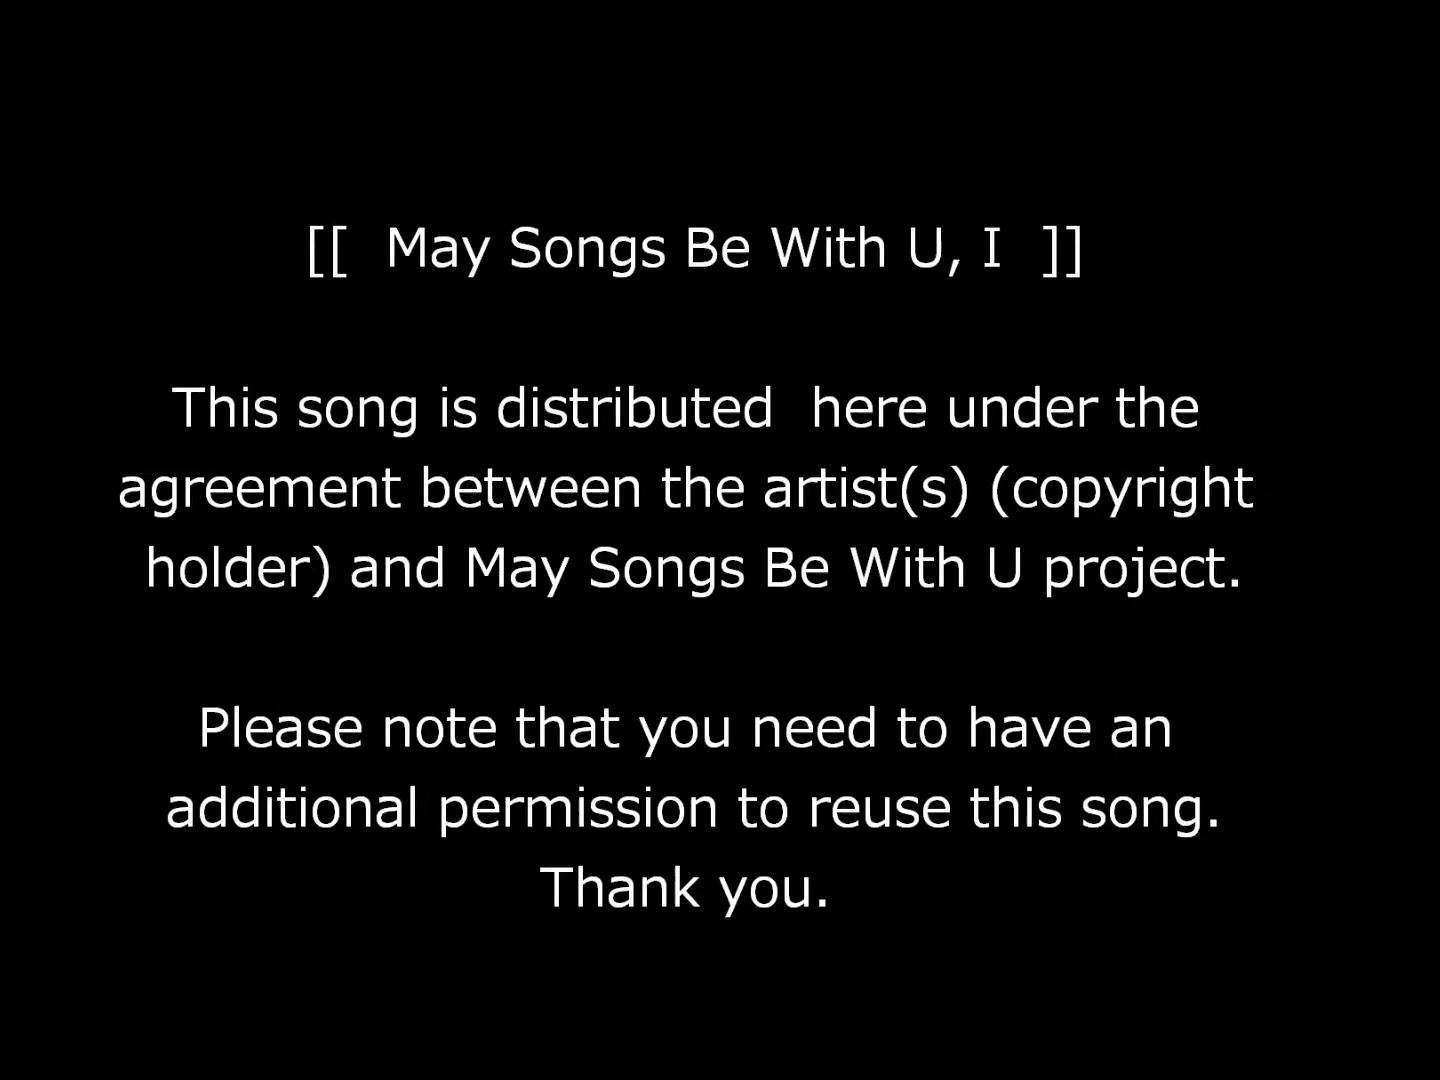 [[  May Songs Be With U, I  ]]
This song is distributed  here under the
agreement between the artist(s) (copyright
holder) and May Songs Be With U project.
Please note that you need to have an
additional permission to reuse this song.
Thank you.